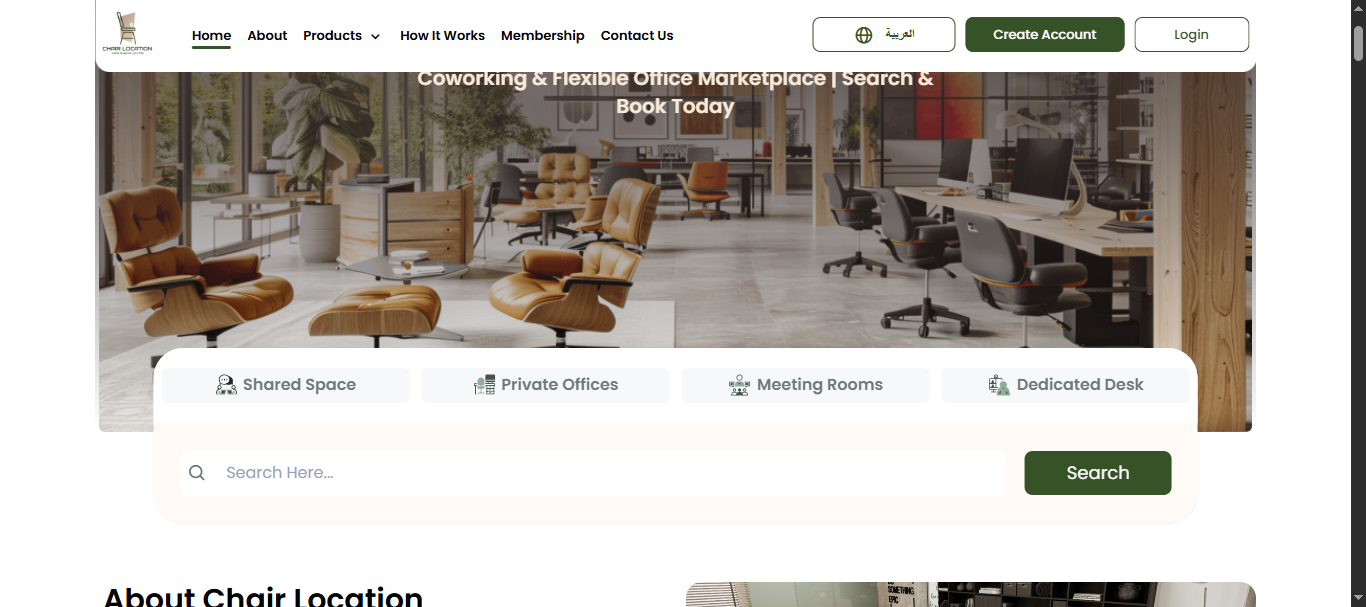 CHAIR LOCATION
Home
About
Products
How It Works
Membership
Contact Us
العربية
Create Account
Login
Coworking & Flexible Office Marketplace | Search &
Book Today
Shared Space
Private Offices
Meeting Rooms
Dedicated Desk
Search Here...
Search
About Chair Location